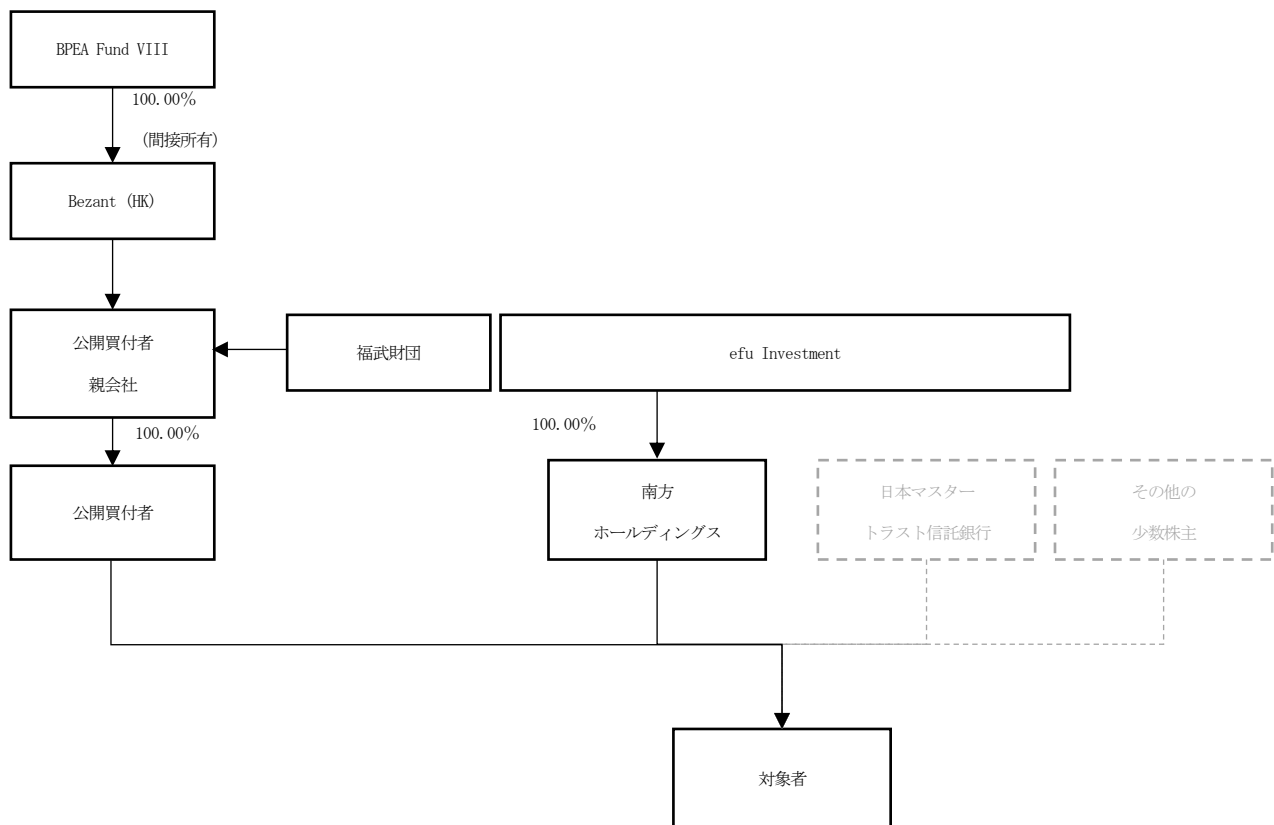 BPEA Fund VIII
100.00%
(間接所有)
Bezant (HK)
公開買付者
親会社
福武財団
efu Investment
100.00%
100.00%
公開買付者
南方
ホールディングス
日本マスター
トラスト信託銀行
その他の
少数株主
対象者